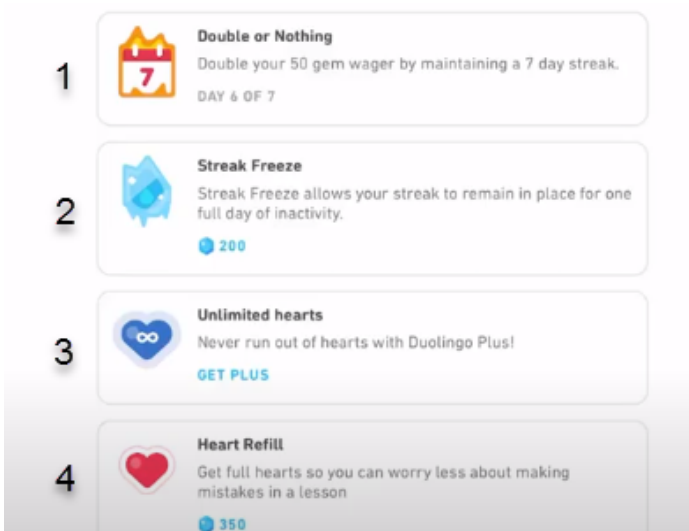 1
Double or Nothing
Double your 50 gem wager by maintaining a 7 day streak.
7
DAY 6 OF 7
2
Streak Freeze
Streak Freeze allows your streak to remain in place for one
full day of inactivity.
200
3
Unlimited hearts
Never run out of hearts with Duolingo Plus!
GET PLUS
4
Heart Refill
Get full hearts so you can worry less about making
mistakes in a lesson
350